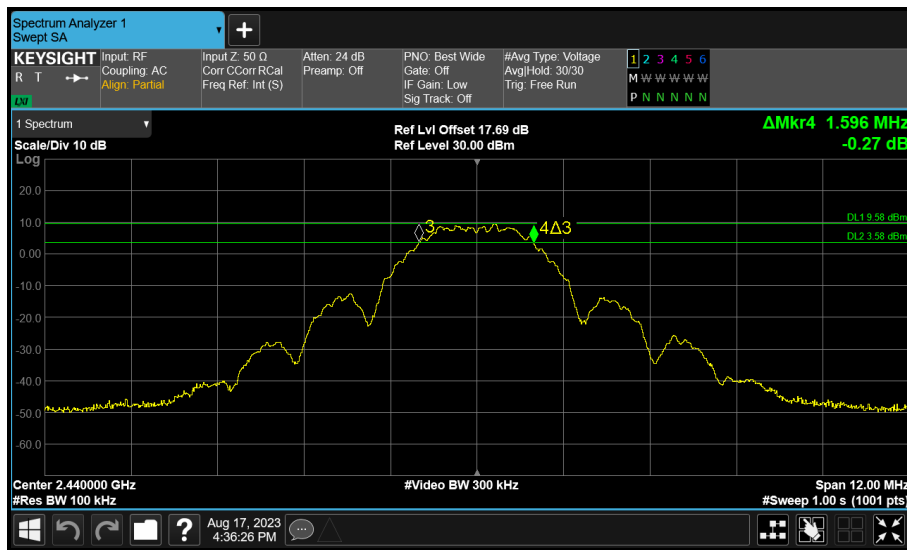 Spectrum Analyzer 1
Swept SA
KEYSIGHT
R T
LXI
Input: RF
Coupling: AC
Align: Partial
Input Z: 50 Ω
Corr CCorr RCal
Freq Ref: Int (S)
Atten: 24 dB
Preamp: Off
PNO: Best Wide
Gate: Off
IF Gain: Low
Sig Track: Off
#Avg Type: Voltage
Avg|Hold: 30/30
Trig: Free Run
1 2 3 4 5 6
M W W W W W
P N N N N N
1 Spectrum
Scale/Div 10 dB
Ref Lvl Offset 17.69 dB
Ref Level 30.00 dBm
ΔMkr4 1.596 MHz
-0.27 dB
Log
20.0
10.0
0.00
-10.0
-20.0
-30.0
-40.0
-50.0
-60.0
3
4Δ3
DL1 9.58 dBm
DL2 3.58 dBm
Center 2.440000 GHz
#Res BW 100 kHz
#Video BW 300 kHz
Span 12.00 MHz
#Sweep 1.00 s (1001 pts)
?
Aug 17, 2023
4:36:26 PM